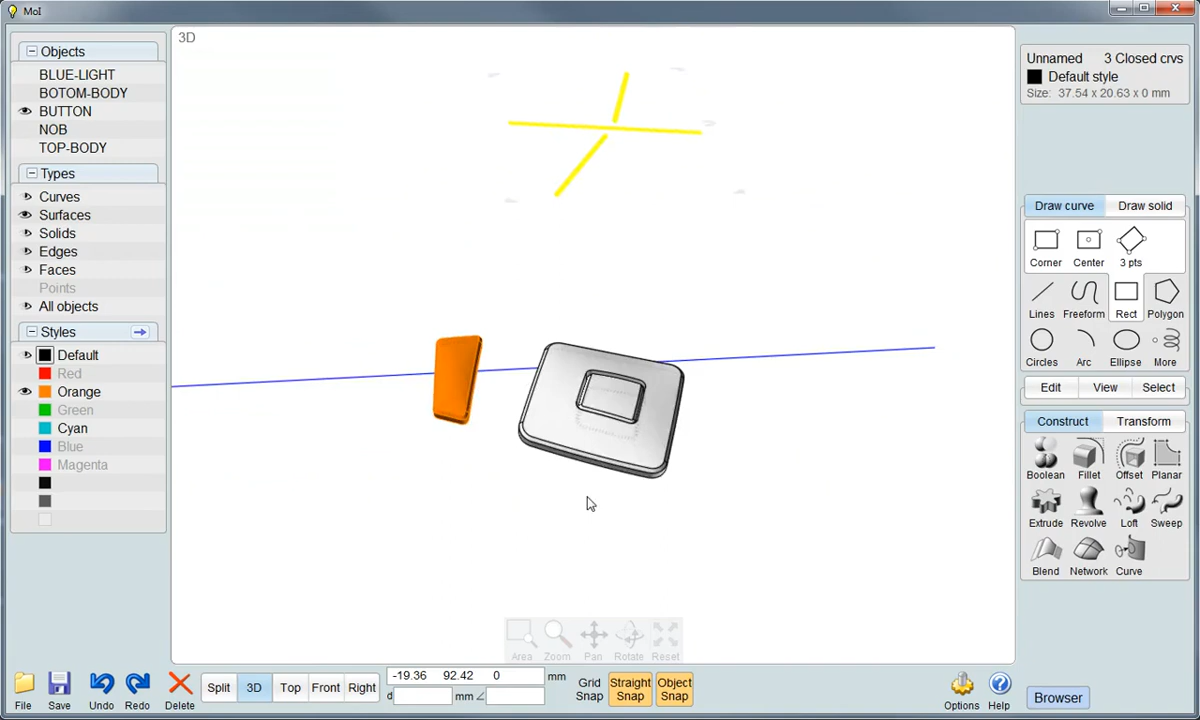 MoI
Objects
BLUE-LIGHT
BOTOM-BODY
BUTTON
NOB
TOP-BODY
Types
Curves
Surfaces
Solids
Edges
Faces
Points
All objects
Styles
Default
Red
Orange
Green
Cyan
Blue
Magenta
3D
Unnamed 3 Closed crvs
Default style
Size: 37.54 x 20.63 x 0 mm
Draw curve Draw solid
Corner Center 3 pts
Lines Freeform Rect Polygon
Circles Arc Ellipse More
Edit View Select
Construct Transform
Boolean Fillet Offset Planar
Extrude Revolve Loft Sweep
Blend Network Curve
Area Zoom Pan Rotate Reset
File Save Undo Redo Delete
Split 3D Top Front Right
-19.36 92.42 0 mm
d mm ∠
Grid Snap
Straight Snap
Object Snap
Options Help
Browser